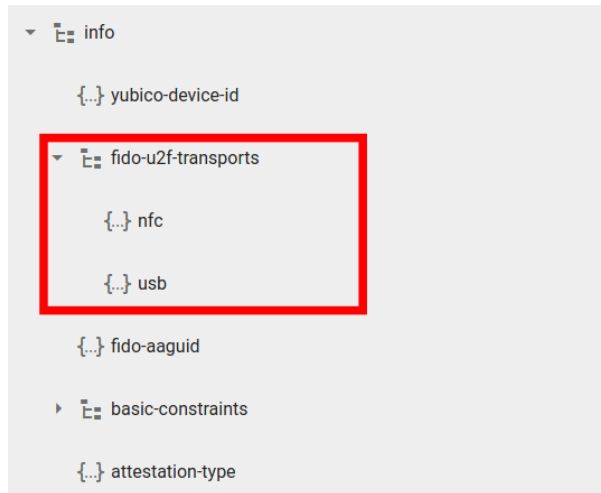 info
{...} yubico-device-id
fido-u2f-transports
{...} nfc
{...} usb
{...} fido-aaguid
basic-constraints
{...} attestation-type